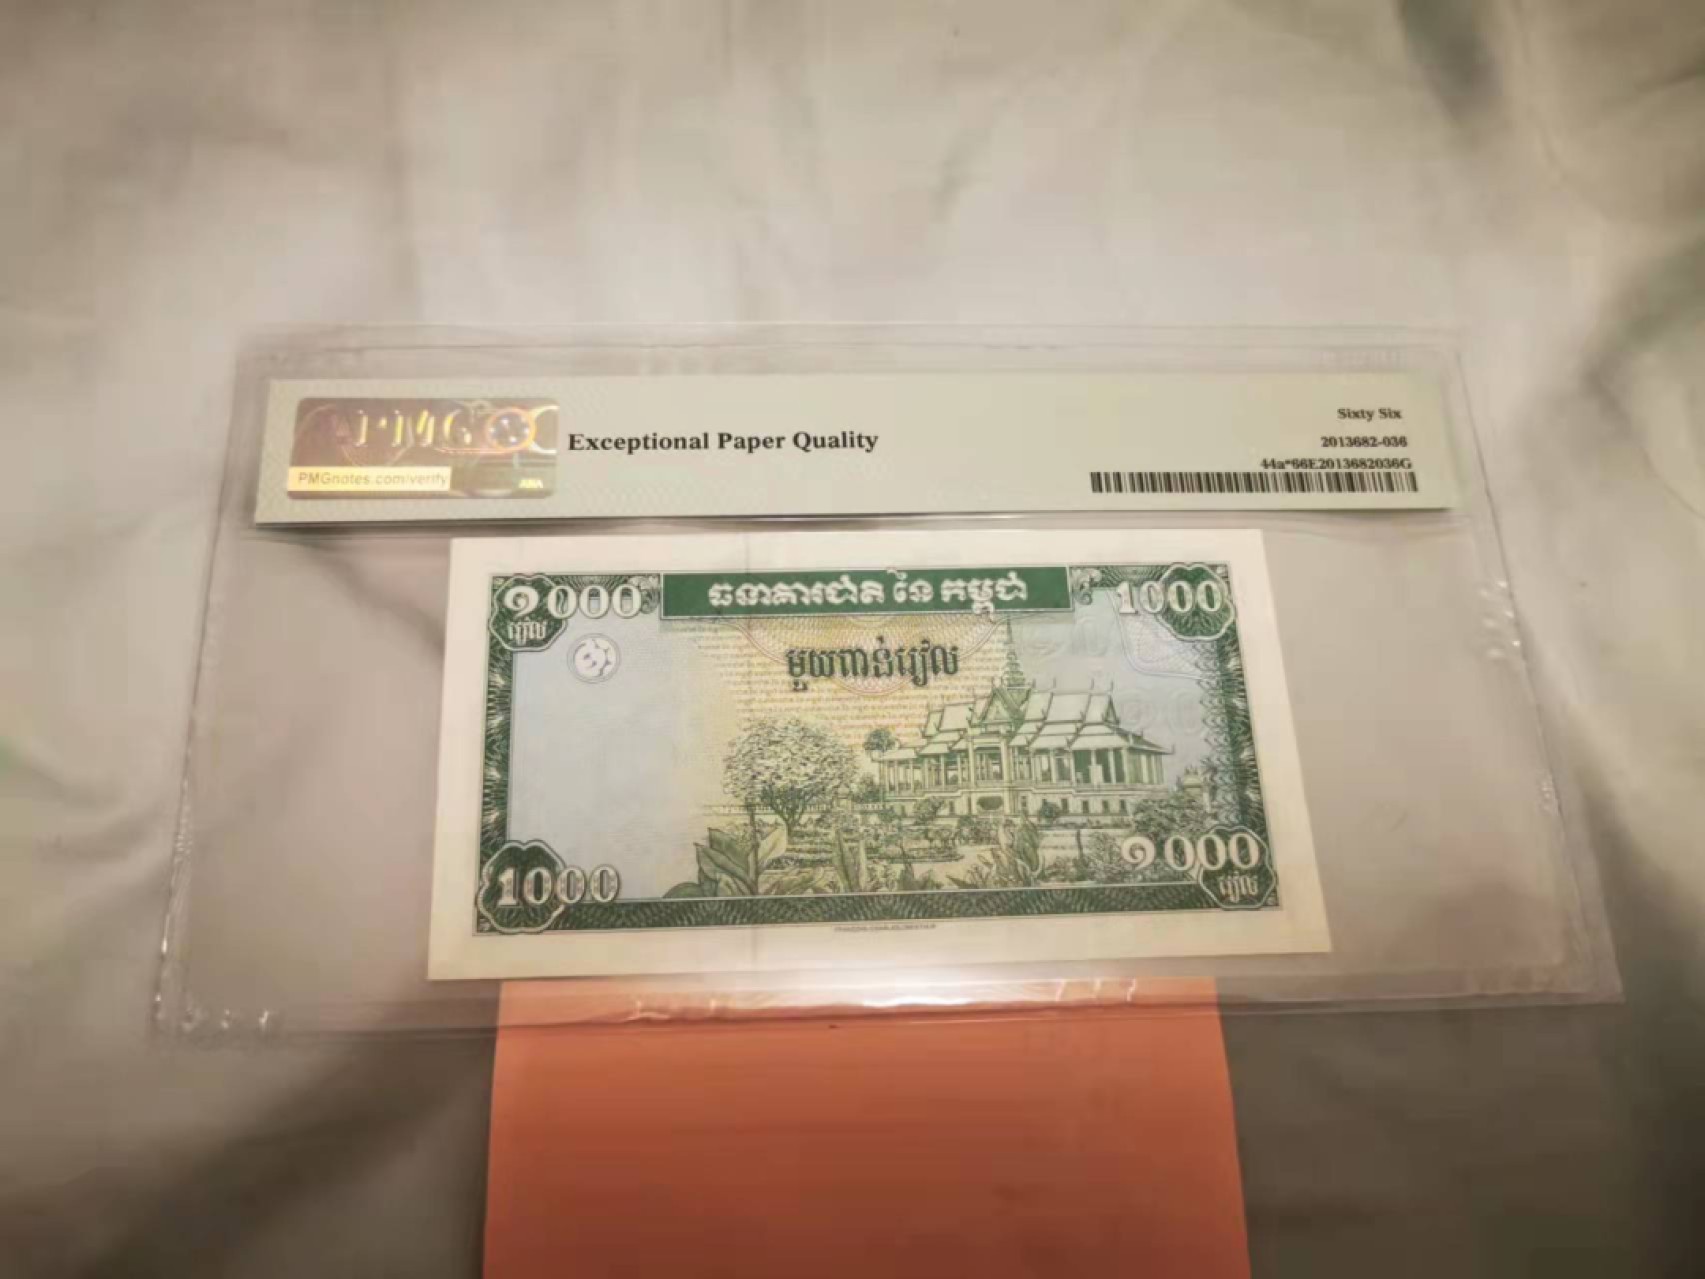 PMG
PMGnotes.com/verify
Exceptional Paper Quality
Sixty Six
2013682-036
44a*66E2013682036G
១០០០
រៀល
ធនាគារជាតិ នៃ កម្ពុជា
1000
មួយពាន់រៀល
1000
១០០០
រៀល